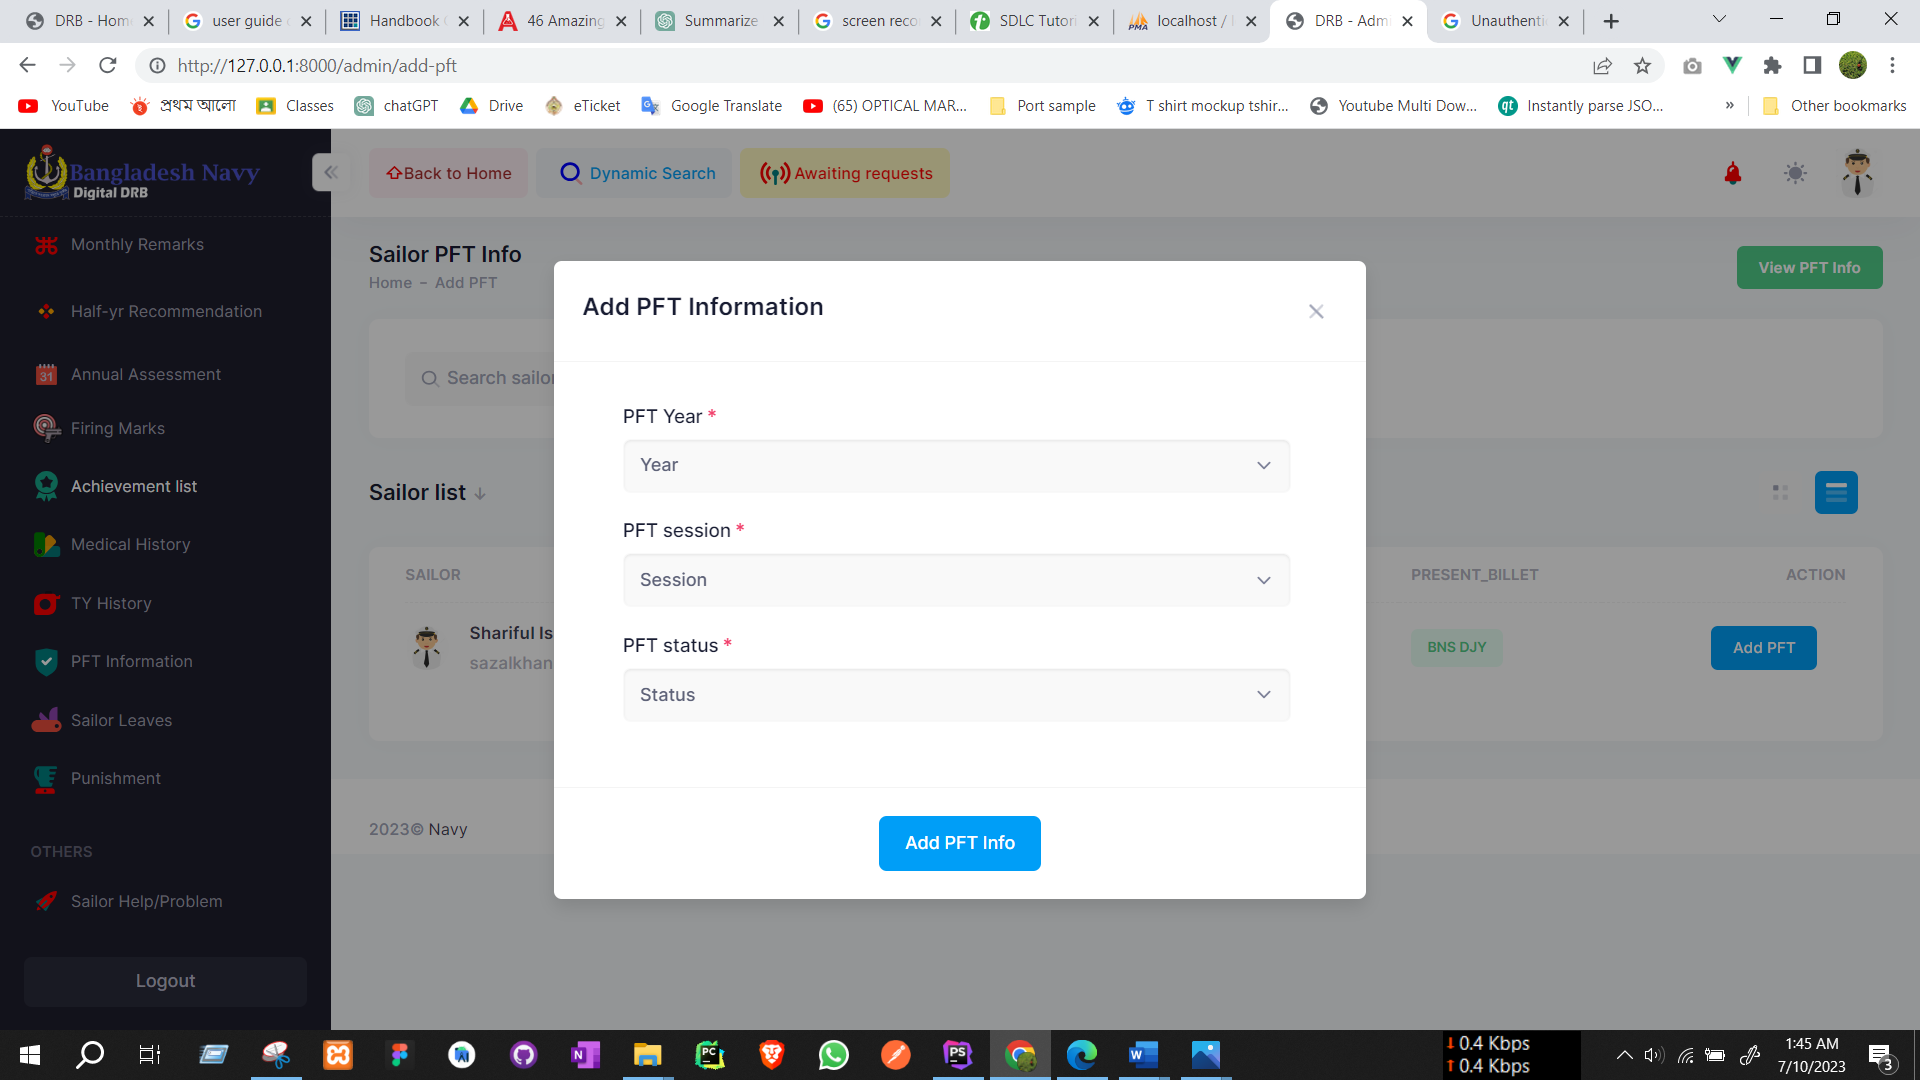 DRB - Hom
user guide
Handbook
46 Amazing
Summarize
screen reco
SDLC Tutori
localhost /
DRB - Adm
Unauthenti
http://127.0.0.1:8000/admin/add-pft
YouTube
প্রথম আলো
Classes
chatGPT
Drive
eTicket
Google Translate
(65) OPTICAL MAR...
Port sample
T shirt mockup tshir...
Youtube Multi Dow...
Instantly parse JSO...
»
Other bookmarks
Bangladesh Navy
Digital DRB
Back to Home
Dynamic Search
Awaiting requests
Monthly Remarks
Half-yr Recommendation
Annual Assessment
Firing Marks
Achievement list
Medical History
TY History
PFT Information
Sailor Leaves
Punishment
OTHERS
Sailor Help/Problem
Logout
Sailor PFT Info
Home - Add PFT
View PFT Info
Search sailor
Sailor list
SAILOR
PRESENT_BILLET
ACTION
Shariful Is
sazalkhan
BNS DJY
Add PFT
2023© Navy
Add PFT Information
PFT Year *
Year
PFT session *
Session
PFT status *
Status
Add PFT Info
0.4 Kbps
0.4 Kbps
1:45 AM
7/10/2023
3